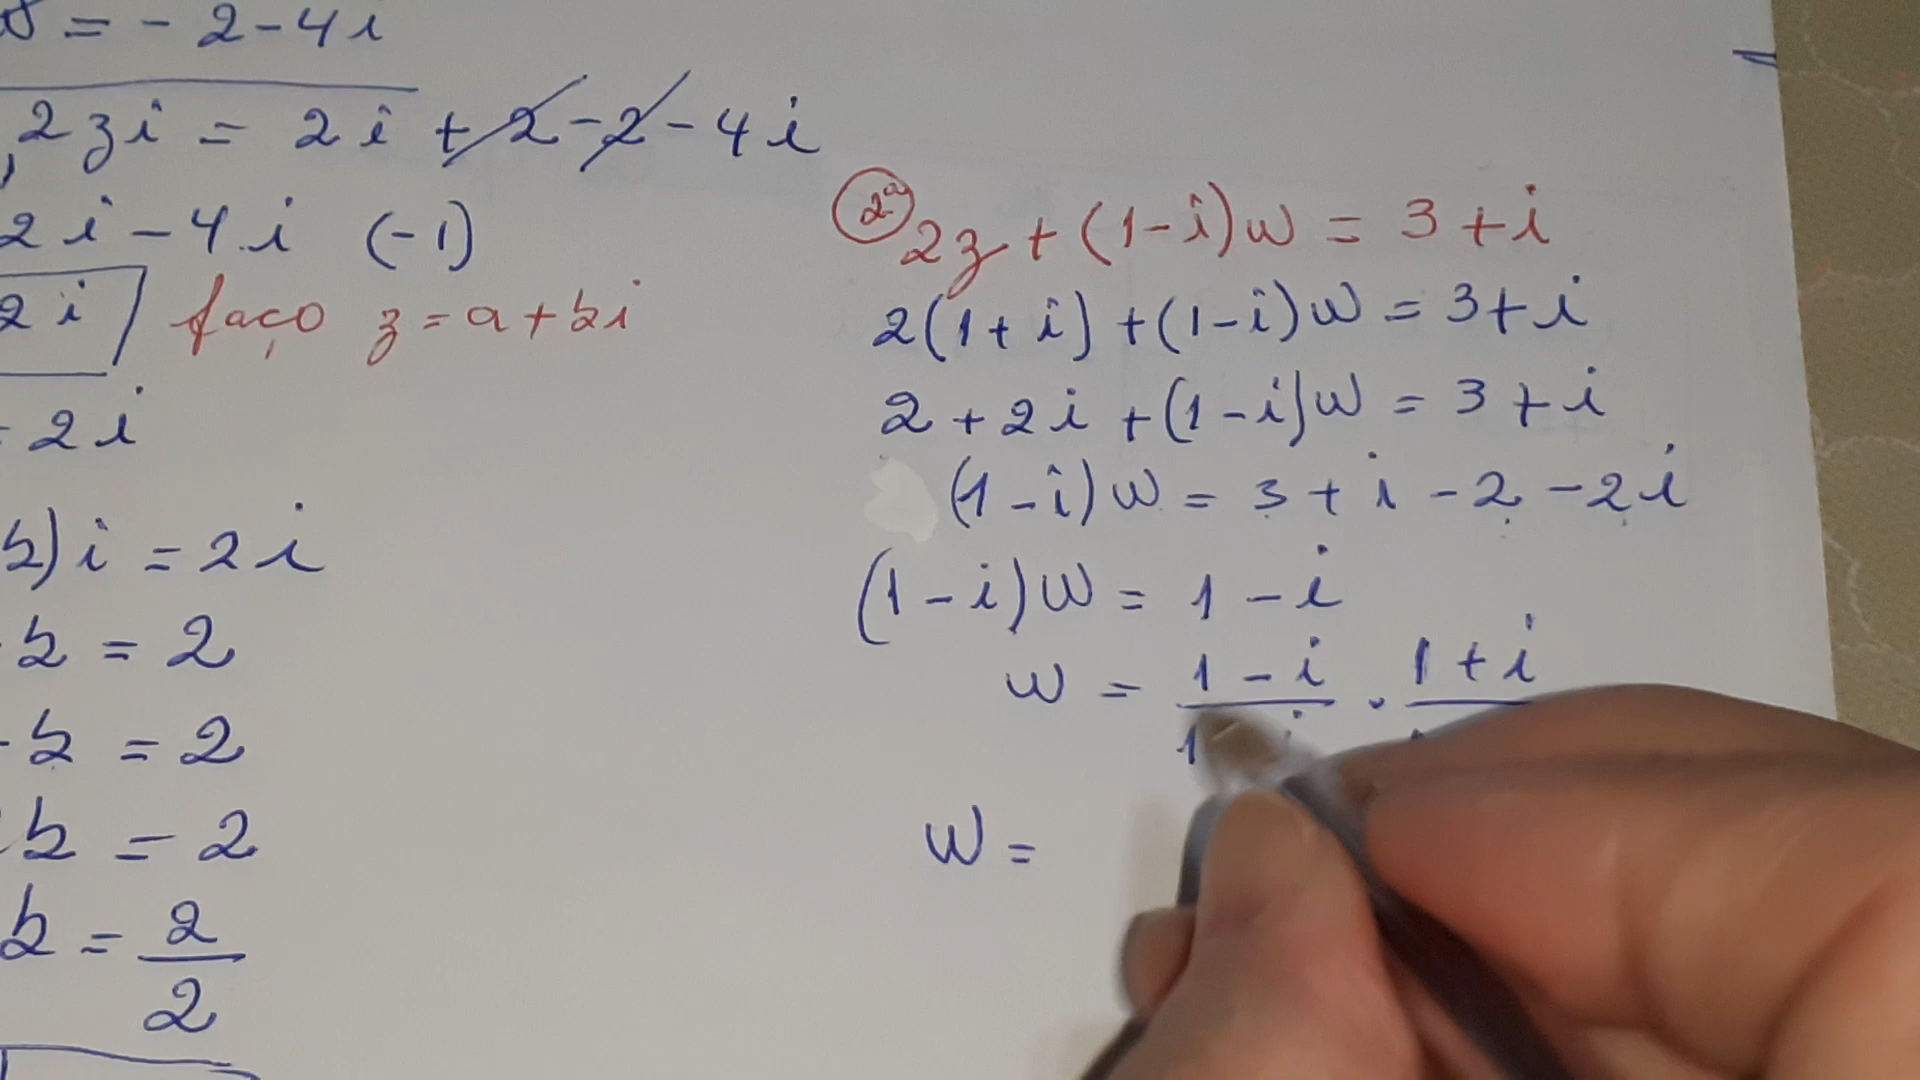 = -2-4i
2zi = 2i + 2 - 2 - 4i
2i - 4i (-1)
2i faço z = a + bi
= 2i
b)i = 2i
b = 2
- b = 2
b = 2
b = 2/2
2ª 2z + (1-i)w = 3 + i
2(1+i) + (1-i)w = 3 + i
2 + 2i + (1-i)w = 3 + i
(1-i)w = 3 + i - 2 - 2i
(1-i)w = 1 - i
w = 1 - i / 1 i . 1 + i
w =